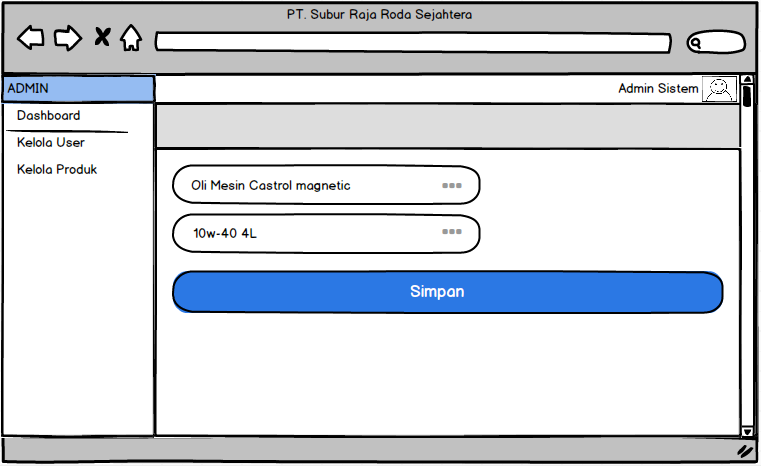 PT. Subur Raja Roda Sejahtera
ADMIN
Admin Sistem
Dashboard
Kelola User
Kelola Produk
Oli Mesin Castrol magnetic
10w-40 4L
Simpan